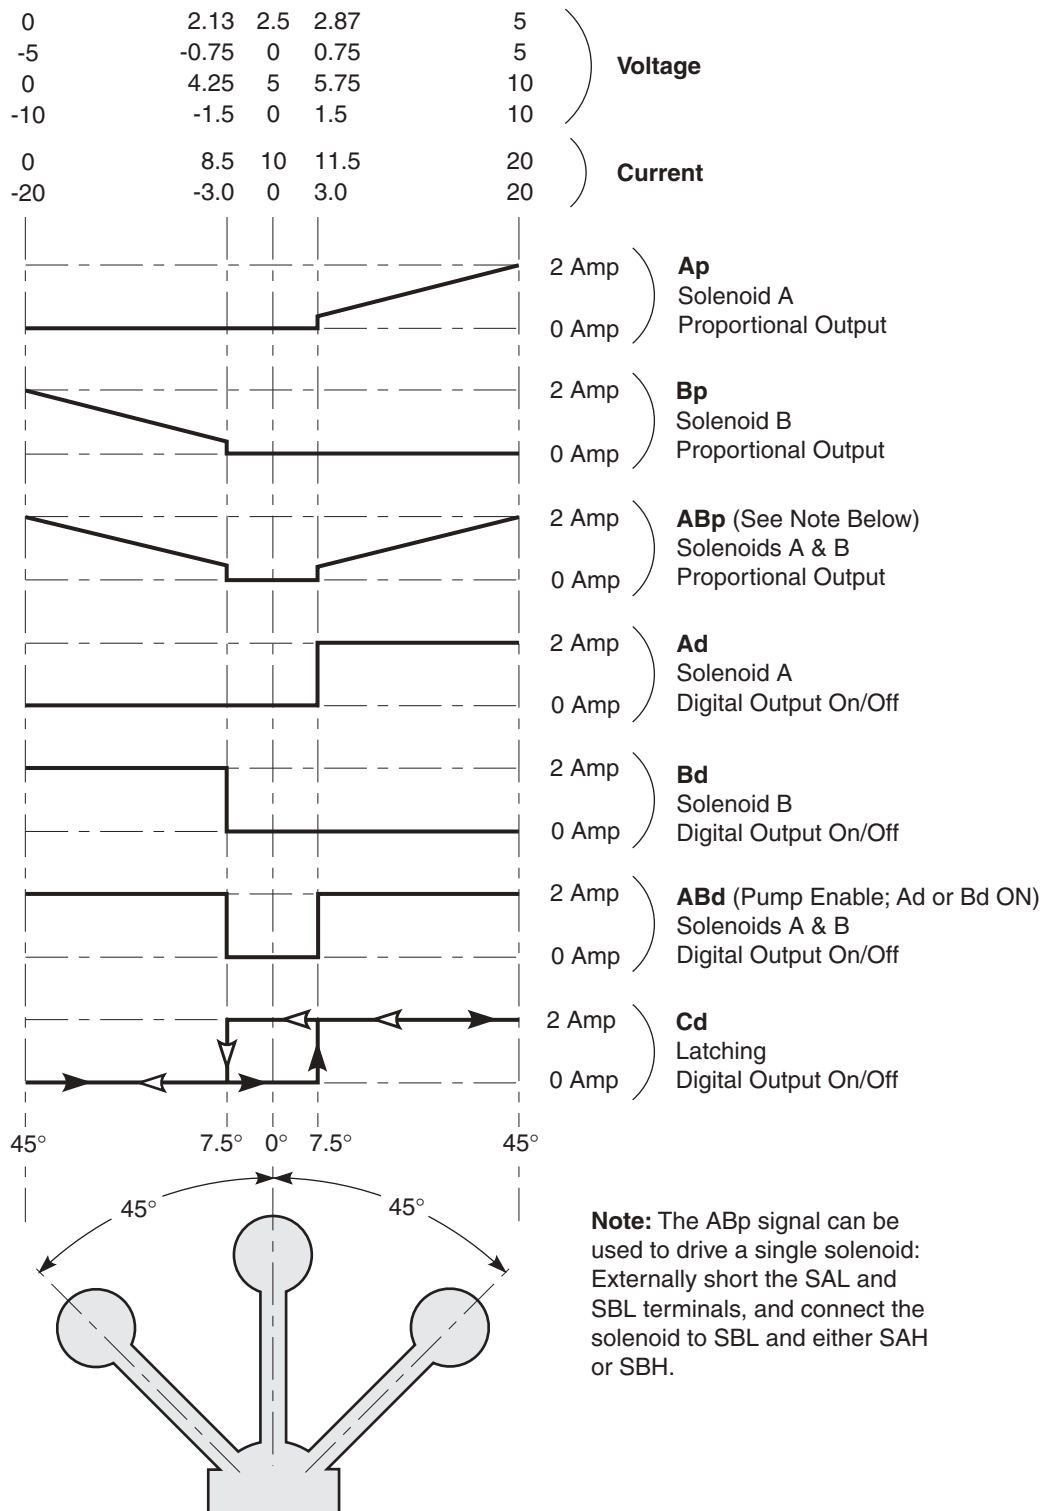 0 2.13 2.5 2.87 5
-5 -0.75 0 0.75 5
Voltage
0 4.25 5 5.75 10
-10 -1.5 0 1.5 10
0 8.5 10 11.5 20
Current
-20 -3.0 0 3.0 20
2 Amp
0 Amp
Ap
Solenoid A
Proportional Output
2 Amp
0 Amp
Bp
Solenoid B
Proportional Output
2 Amp
0 Amp
ABp (See Note Below)
Solenoids A & B
Proportional Output
2 Amp
0 Amp
Ad
Solenoid A
Digital Output On/Off
2 Amp
0 Amp
Bd
Solenoid B
Digital Output On/Off
2 Amp
0 Amp
ABd (Pump Enable; Ad or Bd ON)
Solenoids A & B
Digital Output On/Off
2 Amp
0 Amp
Cd
Latching
Digital Output On/Off
45° 7.5° 0° 7.5° 45°
45° 45°
Note: The ABp signal can be
used to drive a single solenoid:
Externally short the SAL and
SBL terminals, and connect the
solenoid to SBL and either SAH
or SBH.